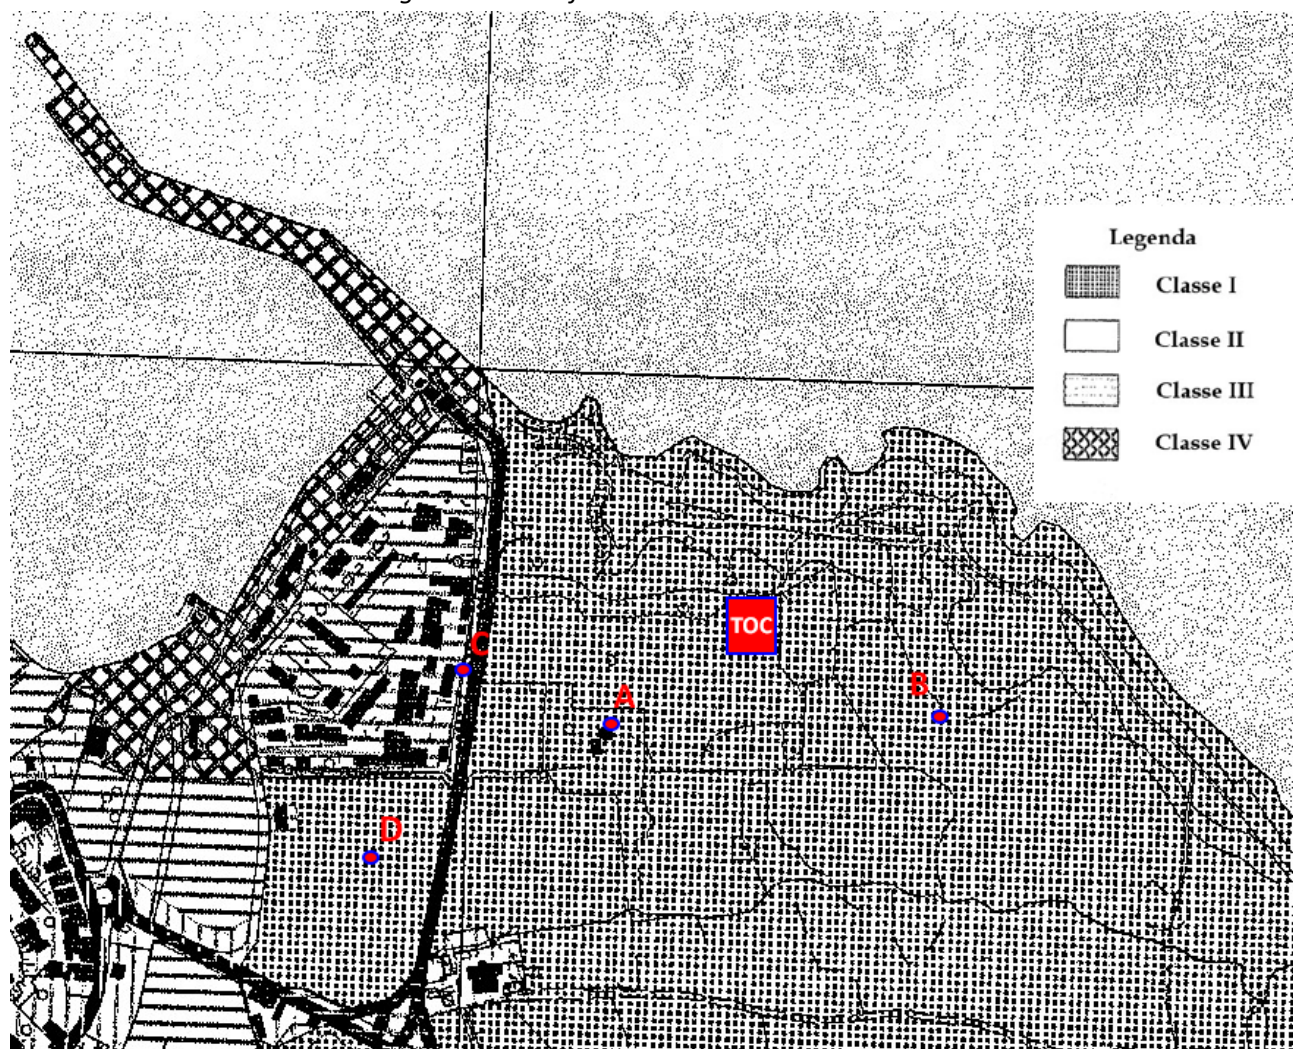 Legenda
Classe I
Classe II
Classe III
Classe IV
TOC
C
A
B
D